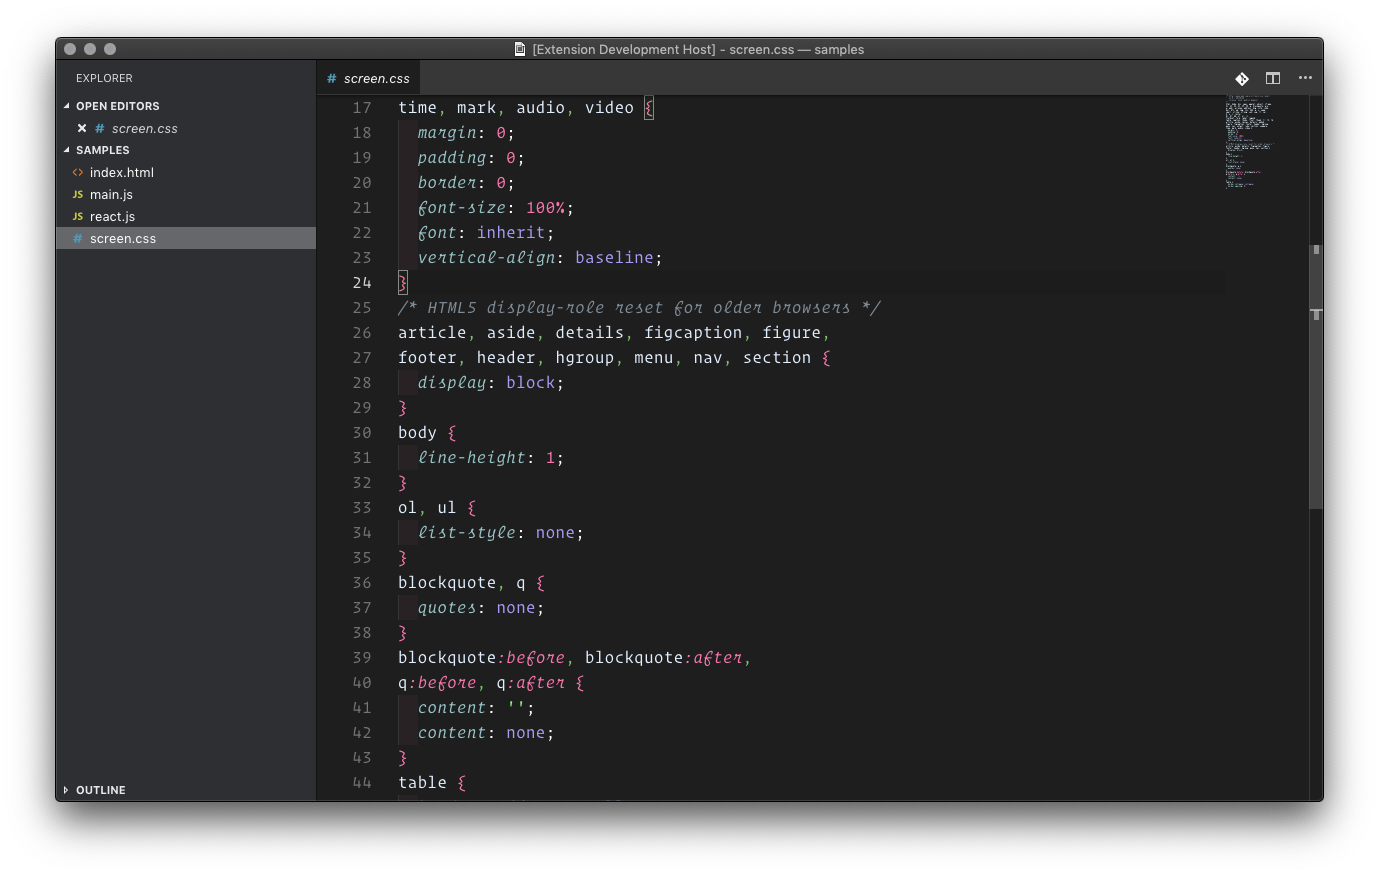 [Extension Development Host] - screen.css — samples
EXPLORER
OPEN EDITORS
# screen.css
SAMPLES
<> index.html
JS main.js
JS react.js
# screen.css
OUTLINE
# screen.css
17 time, mark, audio, video {
18 margin: 0;
19 padding: 0;
20 border: 0;
21 font-size: 100%;
22 font: inherit;
23 vertical-align: baseline;
24 }
25 /* HTML5 display-role reset for older browsers */
26 article, aside, details, figcaption, figure,
27 footer, header, hgroup, menu, nav, section {
28 display: block;
29 }
30 body {
31 line-height: 1;
32 }
33 ol, ul {
34 list-style: none;
35 }
36 blockquote, q {
37 quotes: none;
38 }
39 blockquote:before, blockquote:after,
40 q:before, q:after {
41 content: '';
42 content: none;
43 }
44 table {